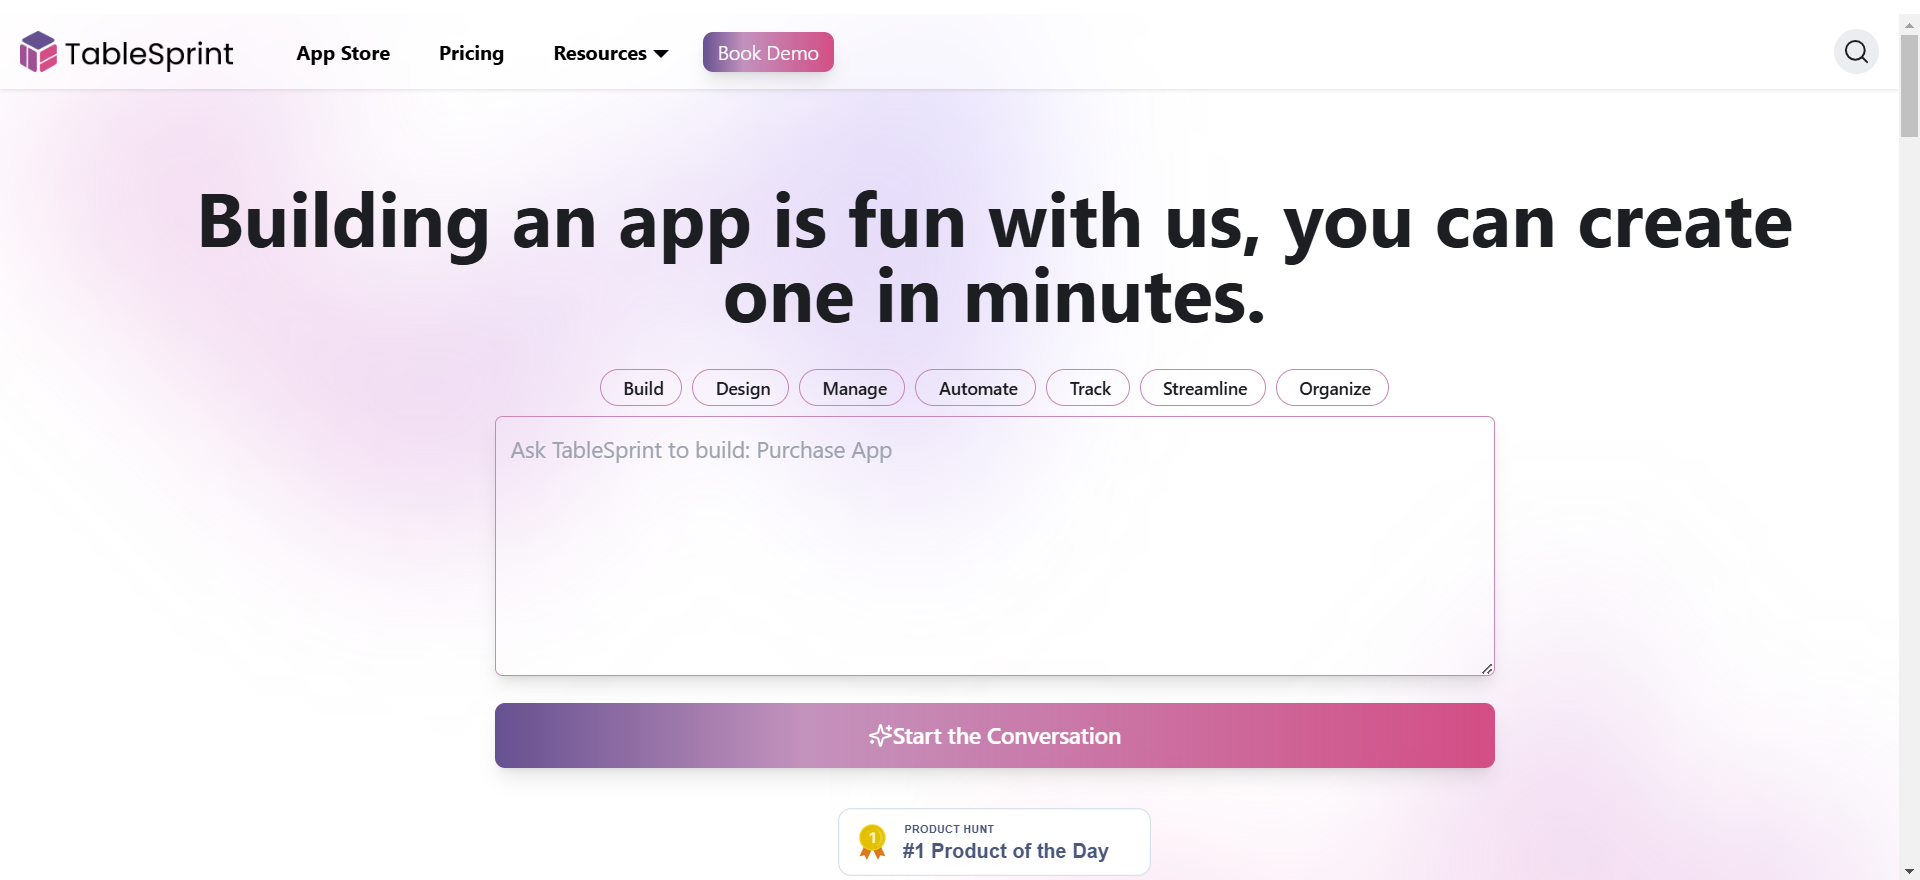 TableSprint
App Store
Pricing
Resources
Book Demo
Building an app is fun with us, you can create
one in minutes.
Build
Design
Manage
Automate
Track
Streamline
Organize
Ask TableSprint to build: Purchase App
Start the Conversation
1
PRODUCT HUNT
#1 Product of the Day